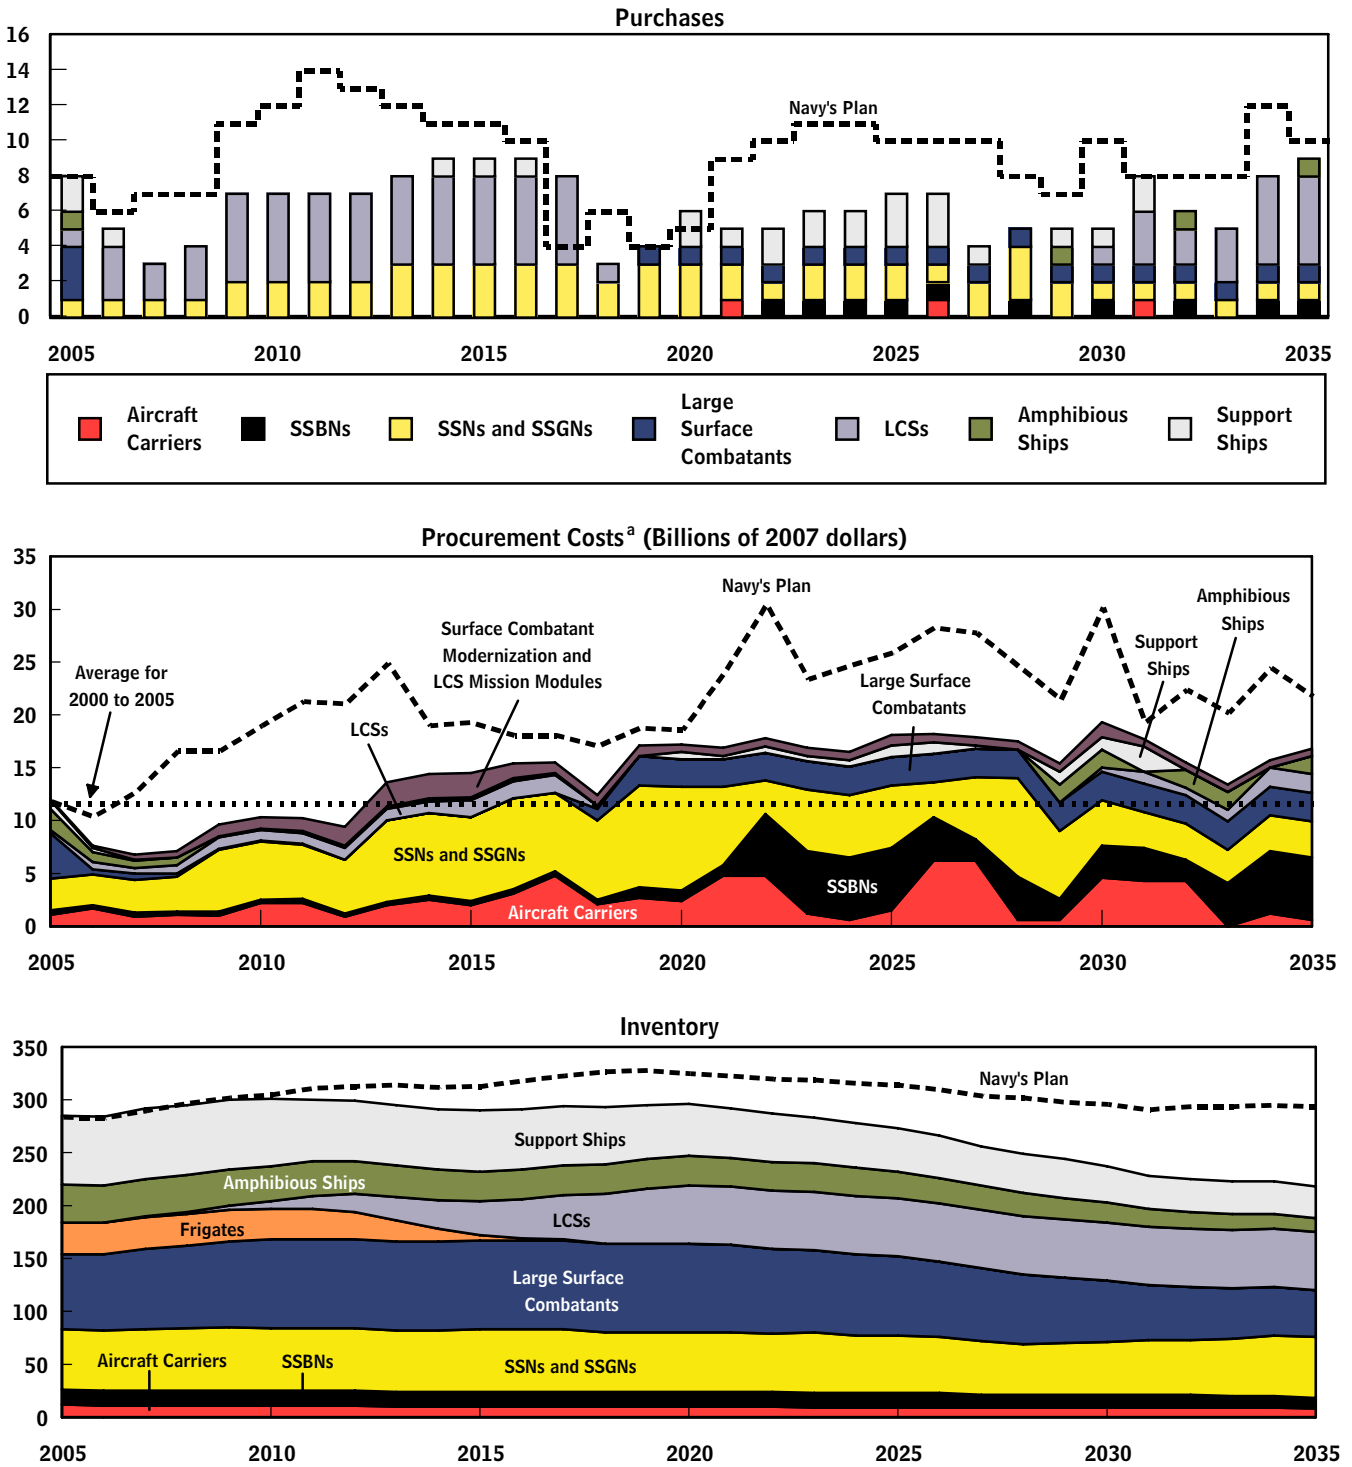 Purchases
16
14
12
10
8
6
4
2
0
Navy's Plan
2005 2010 2015 2020 2025 2030 2035
Aircraft
Carriers
SSBNs
SSNs and SSGNs
Large
Surface
Combatants
LCSs
Amphibious
Ships
Support
Ships
Procurement Costs a (Billions of 2007 dollars)
35
30
25
20
15
10
5
0
Average for
2000 to 2005
LCSs
Surface Combatant
Modernization and
LCS Mission Modules
Navy's Plan
Large Surface
Combatants
Support
Ships
Amphibious
Ships
SSNs and SSGNs
SSBNs
Aircraft Carriers
2005 2010 2015 2020 2025 2030 2035
Inventory
350
300
250
200
150
100
50
0
Navy's Plan
Support Ships
Amphibious Ships
LCSs
Frigates
Large Surface
Combatants
Aircraft Carriers
SSBNs
SSNs and SSGNs
2005 2010 2015 2020 2025 2030 2035